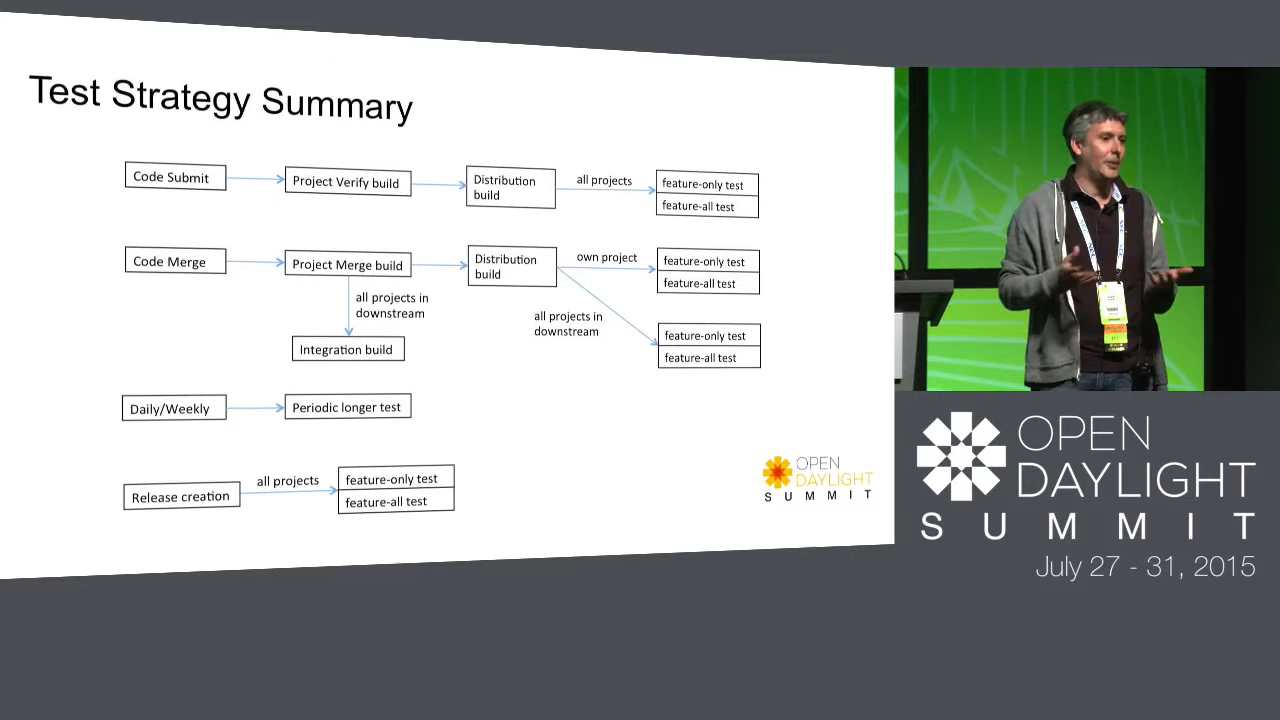 Test Strategy Summary
Code Submit
Project Verify build
Distribution
build
all projects
feature-only test
feature-all test
Code Merge
Project Merge build
Distribution
build
own project
feature-only test
feature-all test
all projects in
downstream
all projects in
downstream
feature-only test
feature-all test
Integration build
Daily/Weekly
Periodic longer test
Release creation
all projects
feature-only test
feature-all test
OPEN
DAYLIGHT
SUMMIT
OPEN
DAYLIGHT
SUMMIT
July 27 - 31, 2015